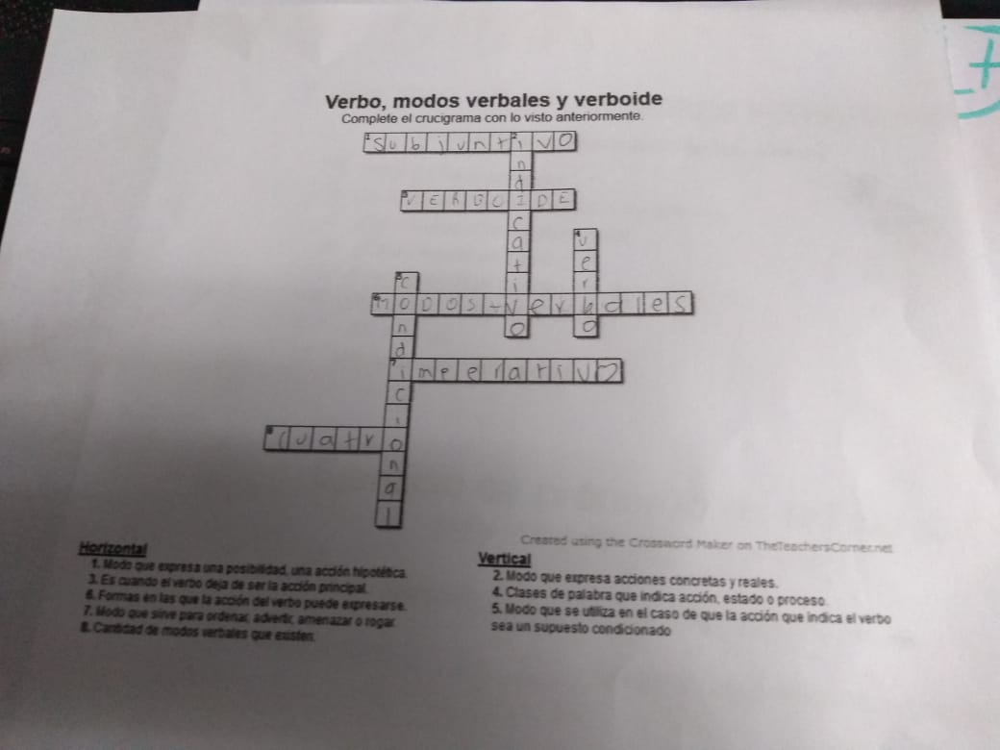 Verbo, modos verbales y verboide
Complete el crucigrama con lo visto anteriormente.
1 Subjuntivo
2 indicativo
3 VERBOIDE
4 verbo
5 Condicional
6 MODOS-verbales
7 imperativo
8 Cuatro
Created using the Crossword Maker on TheTeachersCorner.net
Horizontal
1. Modo que expresa una posibilidad, una acción hipotética.
3. Es cuando el verbo deja de ser la acción principal.
6. Formas en las que la acción del verbo puede expresarse.
7. Modo que sirve para ordenar, advertir, amenazar o rogar.
8. Cantidad de modos verbales que existen.
Vertical
2. Modo que expresa acciones concretas y reales.
4. Clases de palabra que indica acción, estado o proceso.
5. Modo que se utiliza en el caso de que la acción que indica el verbo
sea un supuesto condicionado